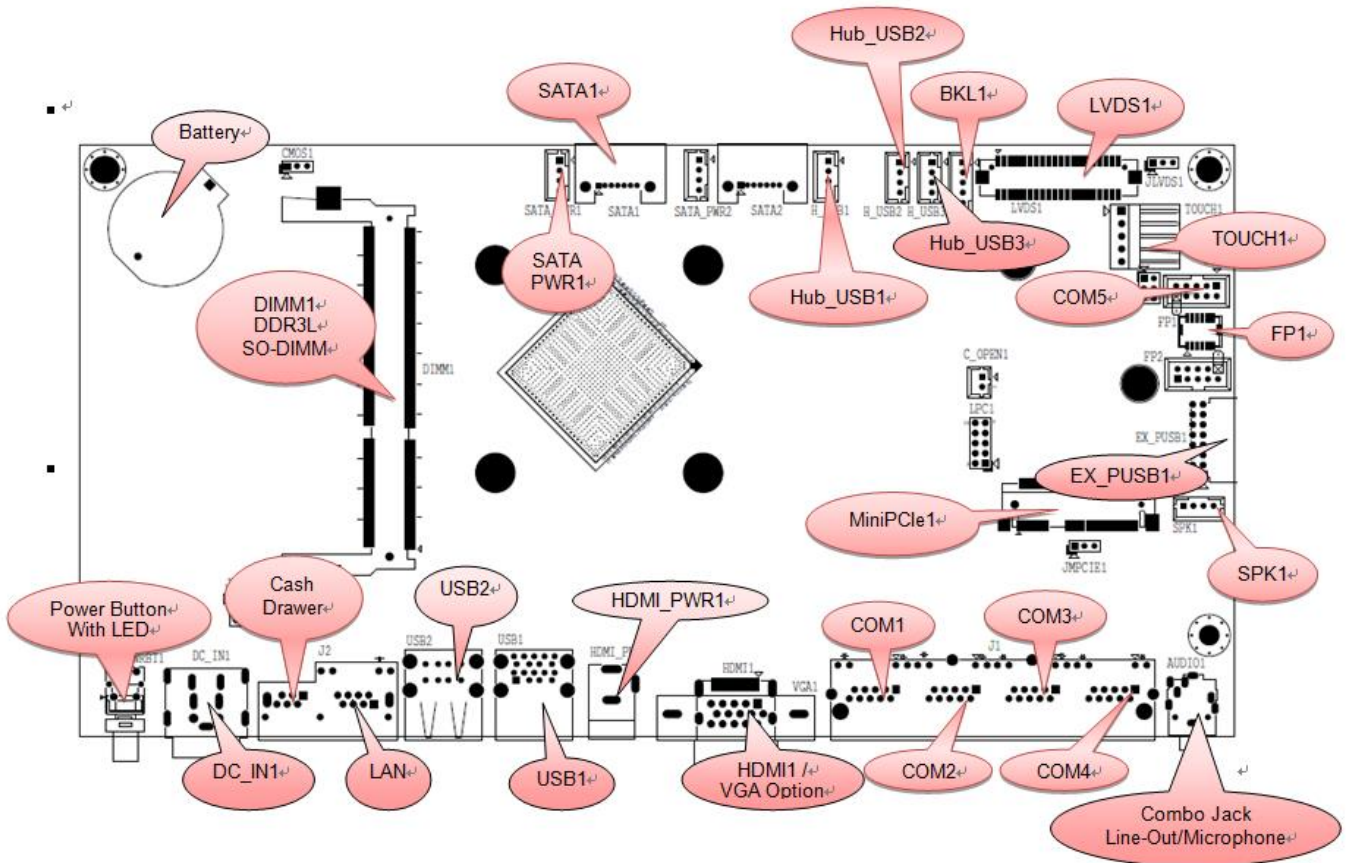 Hub_USB2
SATA1
BKL1
LVDS1
Battery
CMOS1
SATA_PWR1
SATA1
SATA_PWR2
SATA2
H_USB1
H_USB2
LVDS1
JLVDS1
TOUCH1
Hub_USB3
TOUCH1
SATA
PWR1
Hub_USB1
COM5
DIMM1
DDR3L
SO-DIMM
DIMM1
FP1
FP1
FP2
C_OPEN1
LPC1
EX_PUSB1
EX_PUSB1
MiniPCIe1
SPK1
JMPCIE1
SPK1
Cash
Drawer
USB2
HDMI_PWR1
COM1
COM3
Power Button
With LED
DC_IN1
J2
USB2
USB1
HDMI1
VGA1
J1
AUDIO1
DC_IN1
LAN
USB1
HDMI1 /
VGA Option
COM2
COM4
Combo Jack
Line-Out/Microphone